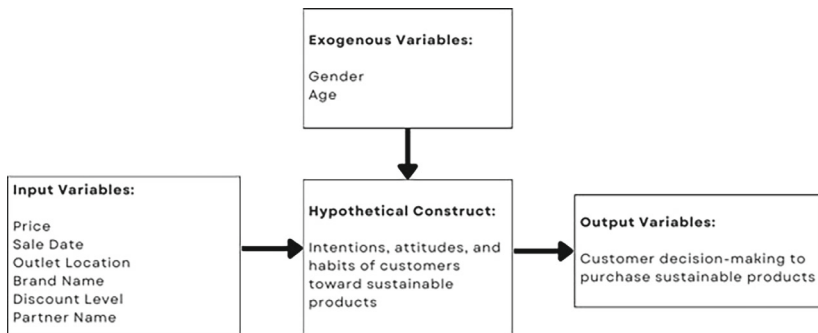 Exogenous Variables:
Gender
Age
Input Variables:
Price
Sale Date
Outlet Location
Brand Name
Discount Level
Partner Name
Hypothetical Construct:
Intentions, attitudes, and
habits of customers
toward sustainable
products
Output Variables:
Customer decision-making to
purchase sustainable products